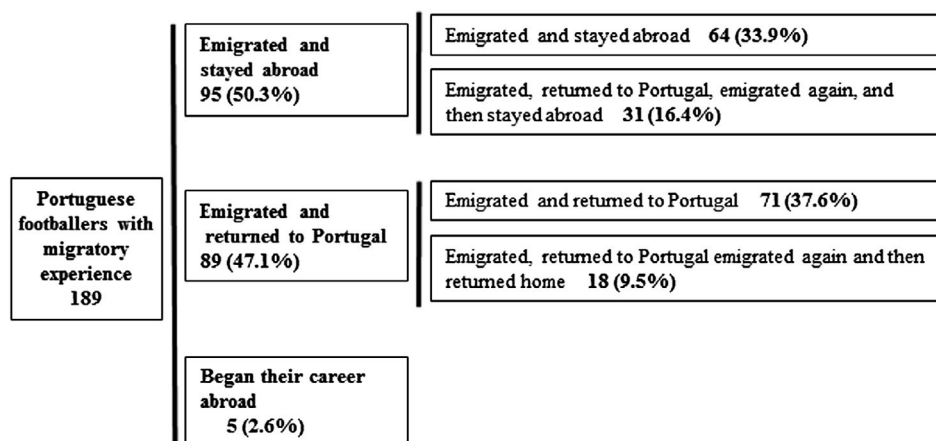 Portuguese
footballers with
migratory
experience
189
Emigrated and
stayed abroad
95 (50.3%)
Emigrated and stayed abroad 64 (33.9%)
Emigrated, returned to Portugal, emigrated again, and
then stayed abroad 31 (16.4%)
Emigrated and
returned to Portugal
89 (47.1%)
Emigrated and returned to Portugal 71 (37.6%)
Emigrated, returned to Portugal emigrated again and then
returned home 18 (9.5%)
Began their career
abroad
5 (2.6%)